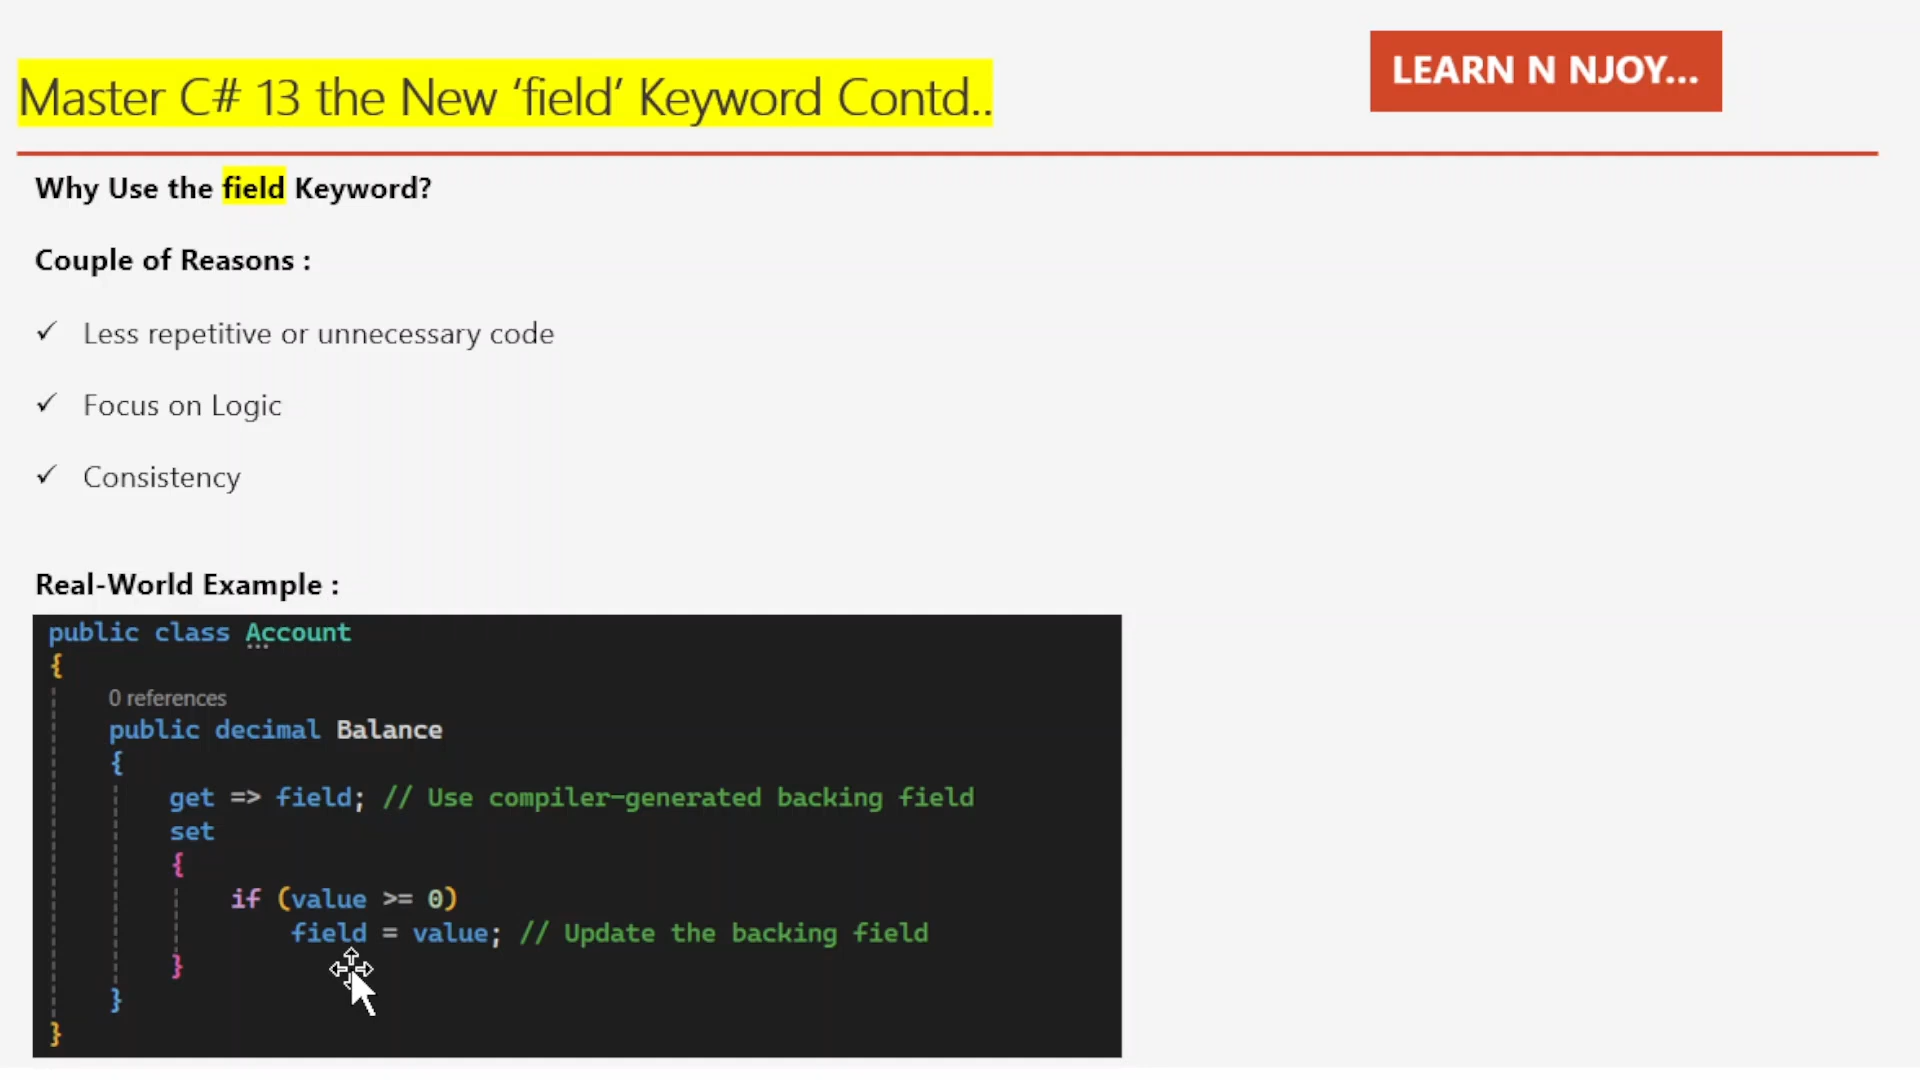 LEARN N NJOY...
Master C# 13 the New ‘field’ Keyword Contd..
Why Use the field Keyword?
Couple of Reasons :
✓ Less repetitive or unnecessary code
✓ Focus on Logic
✓ Consistency
Real-World Example :
public class Account
{
0 references
public decimal Balance
{
get => field; // Use compiler-generated backing field
set
{
if (value >= 0)
field = value; // Update the backing field
}
}
}